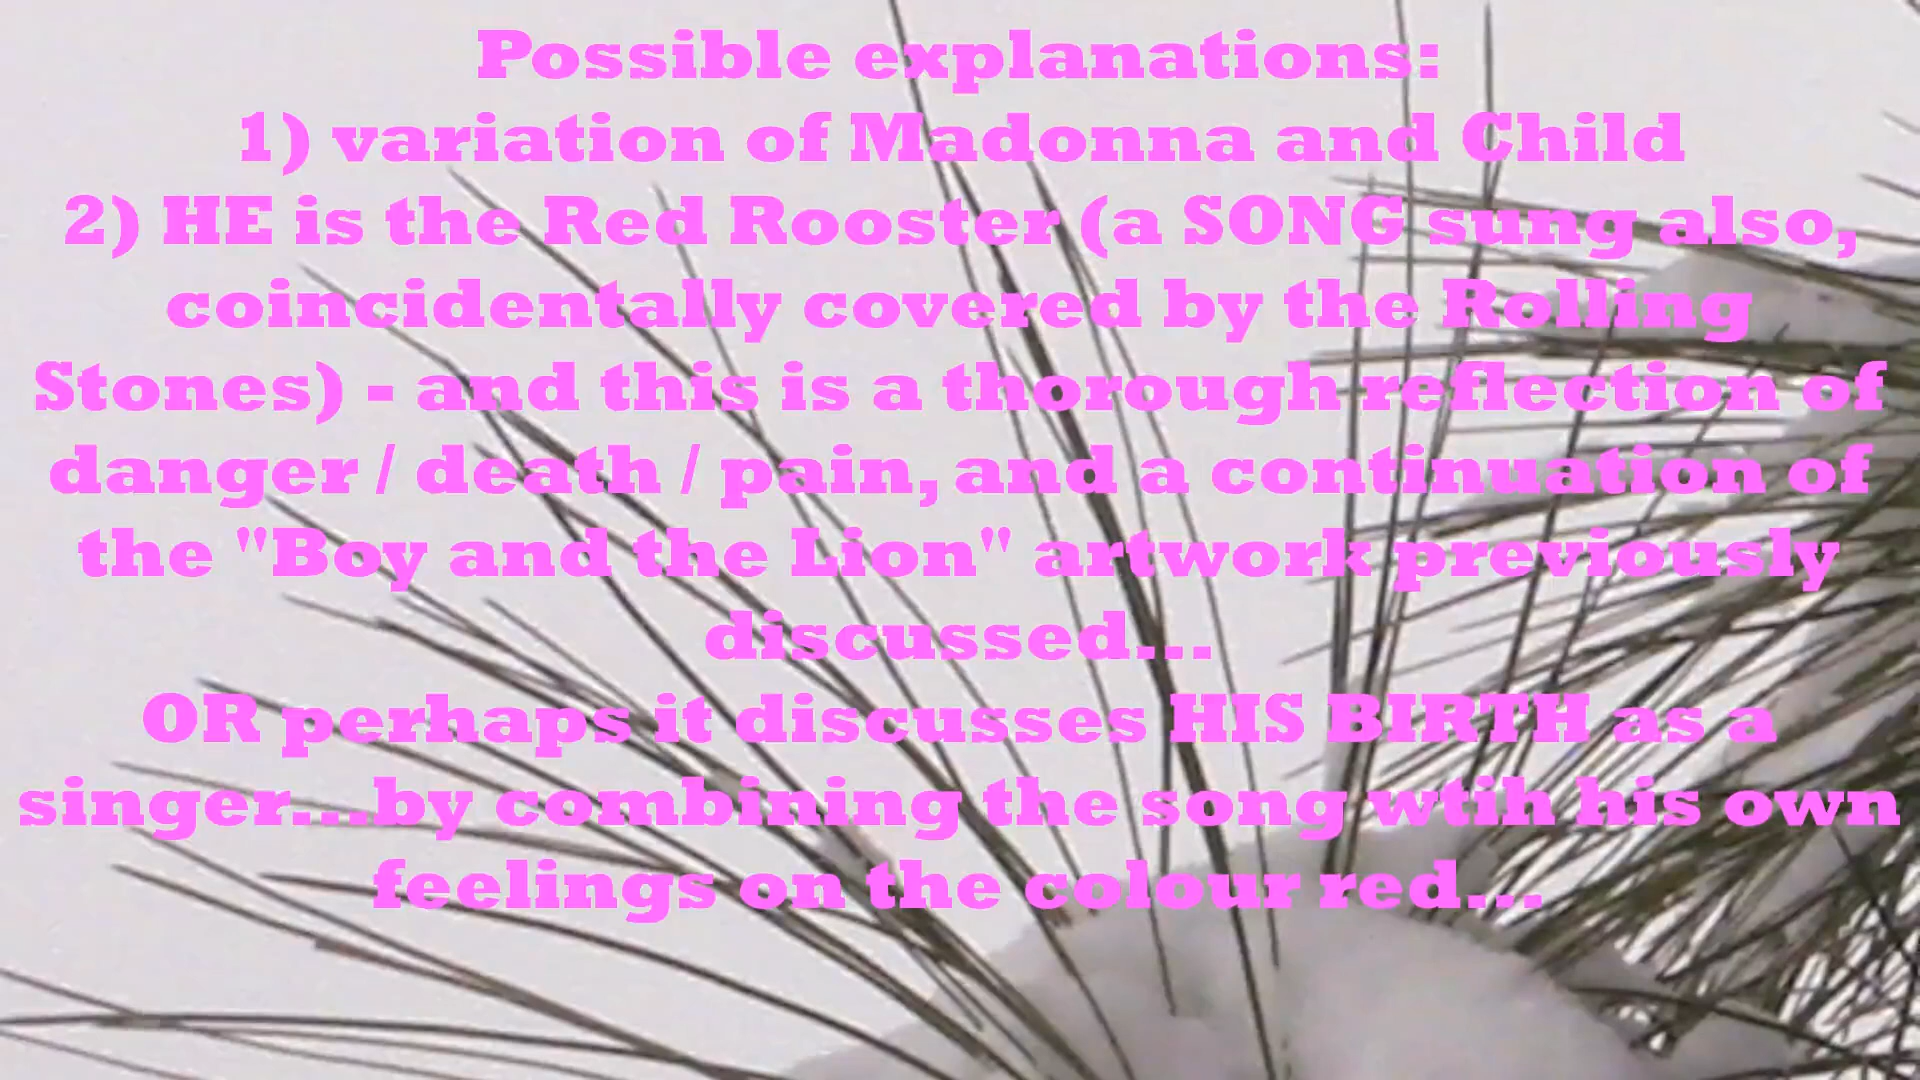 Possible explanations:
1) variation of Madonna and Child
2) HE is the Red Rooster (a SONG sung also,
coincidentally covered by the Rolling
Stones) - and this is a thorough reflection of
danger / death / pain, and a continuation of
the "Boy and the Lion" artwork previously
discussed...
OR perhaps it discusses HIS BIRTH as a
singer...by combining the song wtih his own
feelings on the colour red...